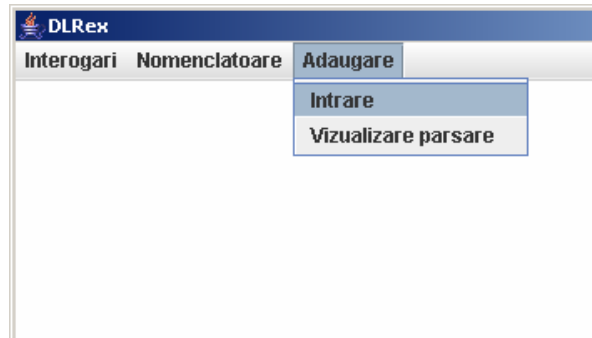 DLRex
Interogari Nomenclatoare Adaugare
Intrare
Vizualizare parsare